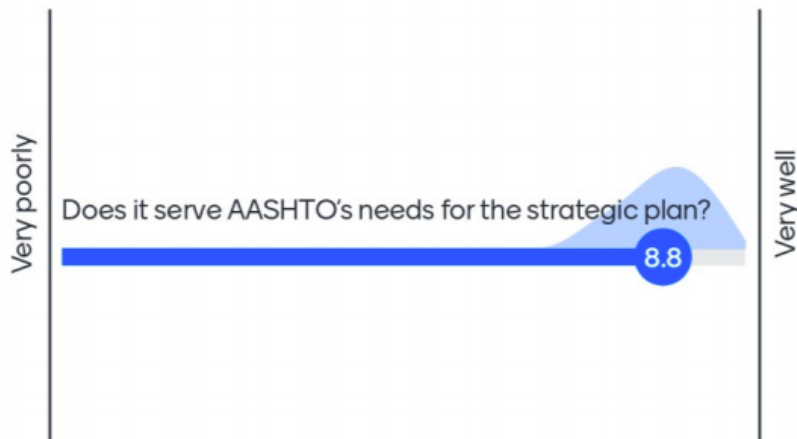 Very poorly
Does it serve AASHTO's needs for the strategic plan?
8.8
Very well